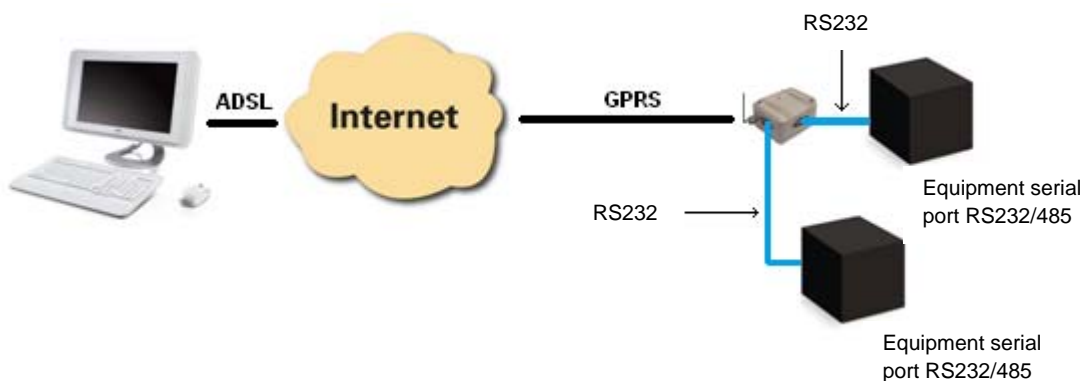 RS232
ADSL
Internet
GPRS
RS232
Equipment serial
port RS232/485
Equipment serial
port RS232/485